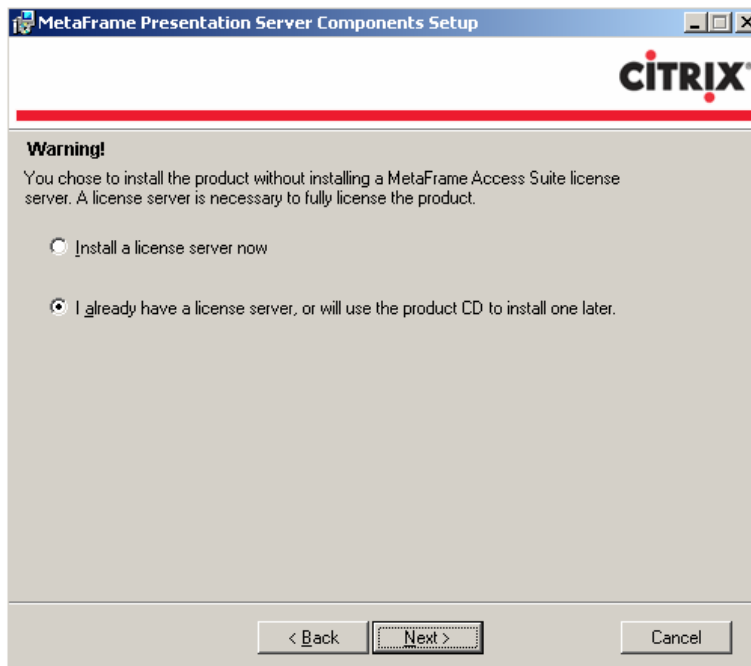 MetaFrame Presentation Server Components Setup
CITRIX®
Warning!
You chose to install the product without installing a MetaFrame Access Suite license
server. A license server is necessary to fully license the product.
Install a license server now
I already have a license server, or will use the product CD to install one later.
< Back
Next >
Cancel